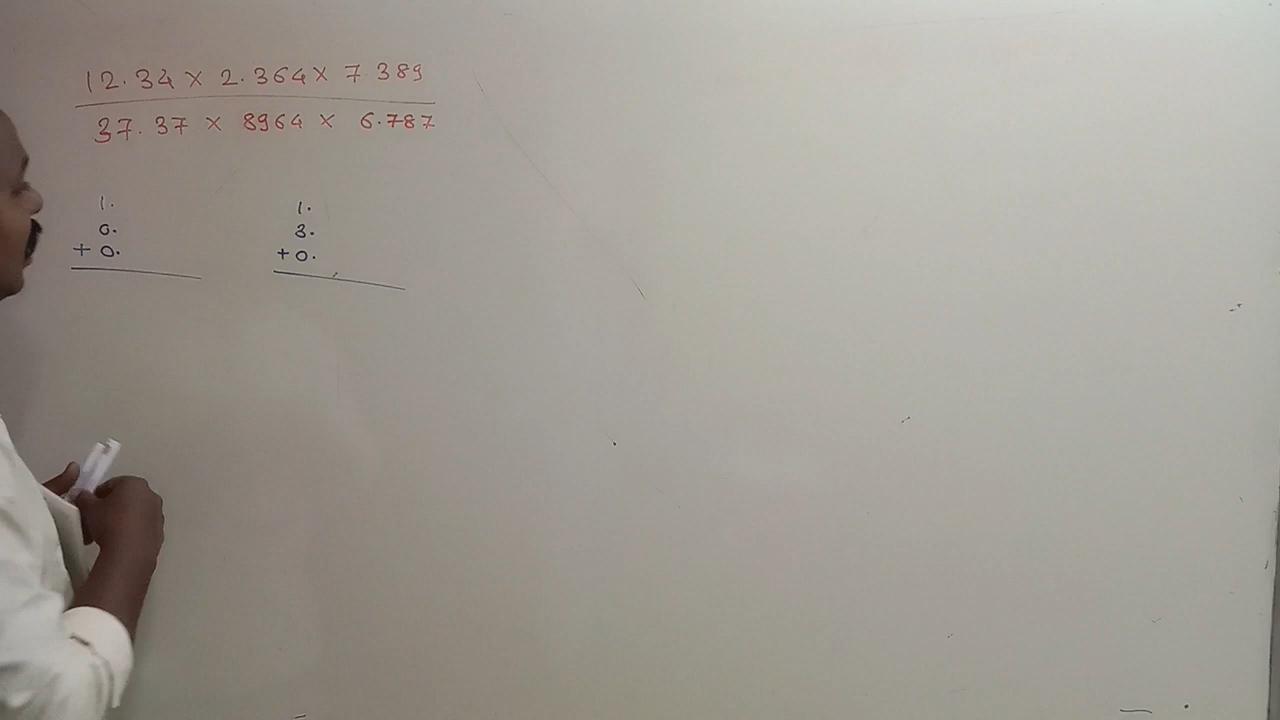 12.34 × 2.364 × 7 389
37.37 × 8964 × 6.787
1. 1.
0. 3.
+ 0. + 0.